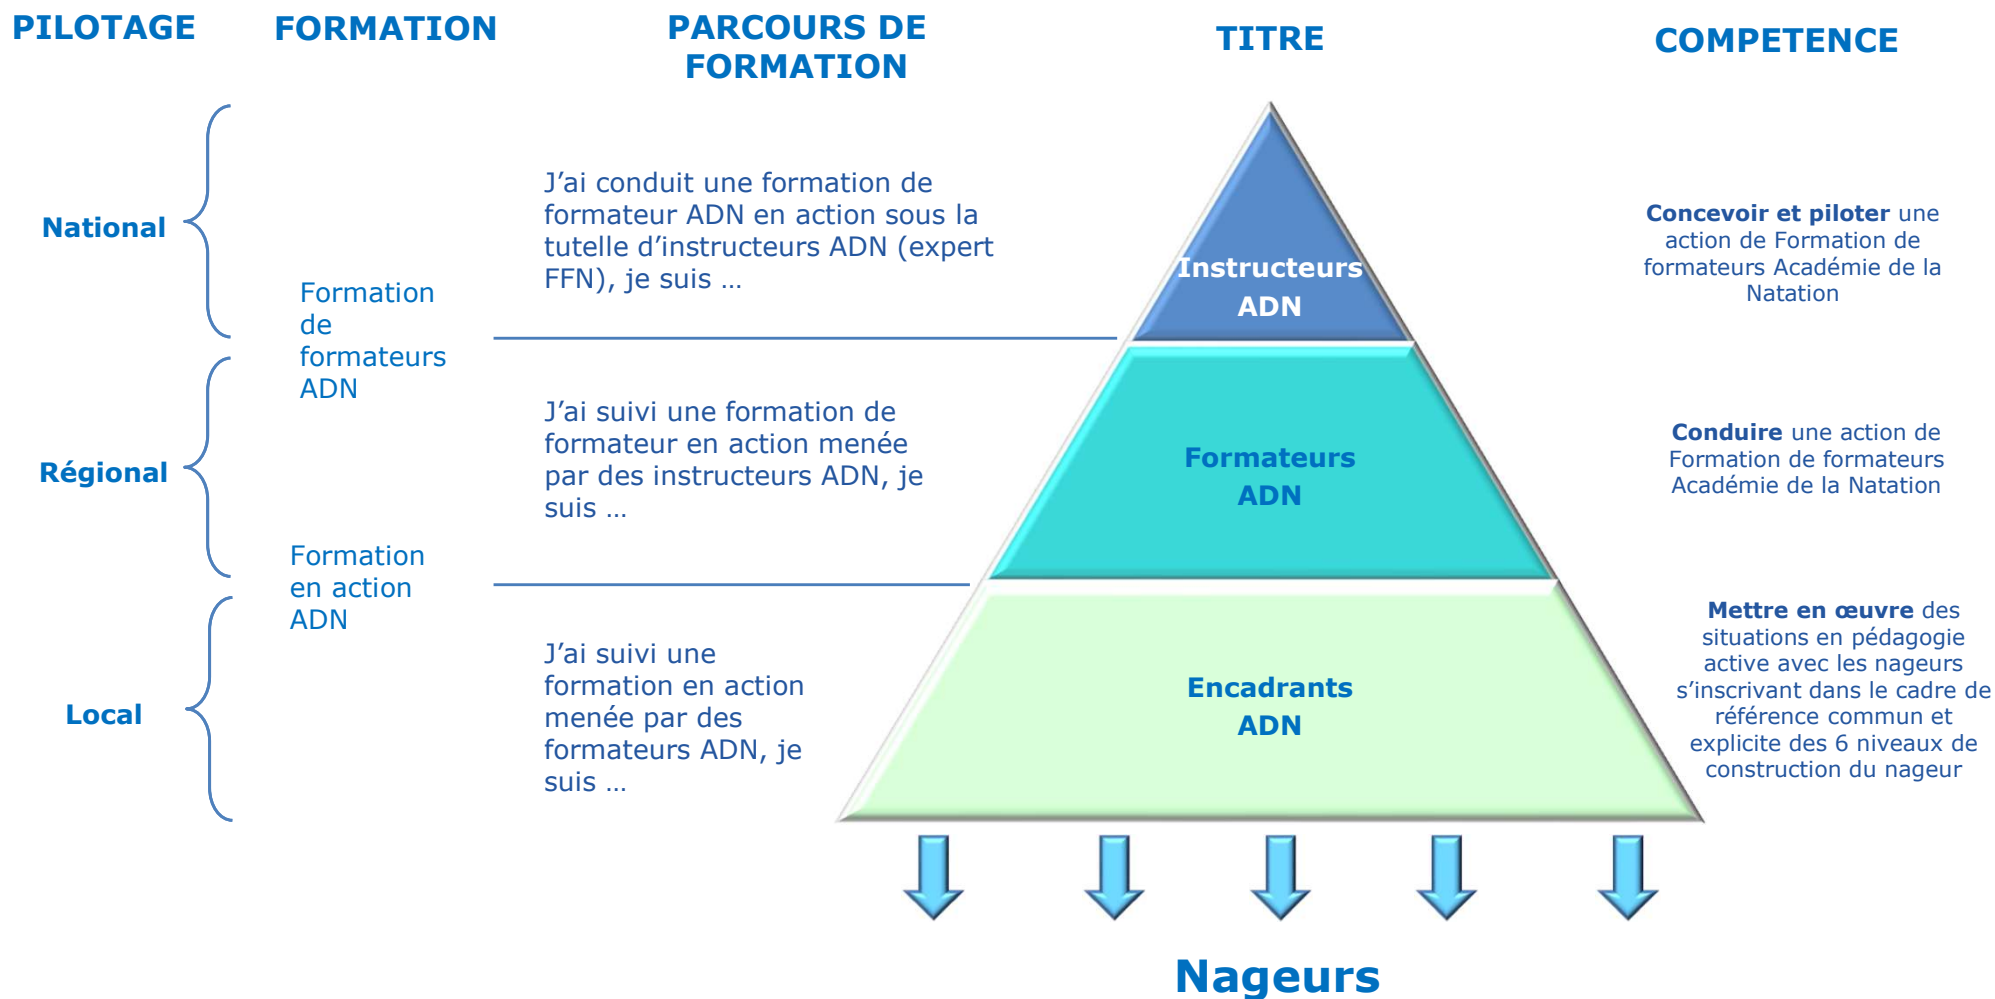 PILOTAGE
FORMATION
PARCOURS DE
FORMATION
TITRE
COMPETENCE
National
Formation
de
formateurs
ADN
J’ai conduit une formation de
formateur ADN en action sous la
tutelle d’instructeurs ADN (expert
FFN), je suis …
Instructeurs
ADN
Concevoir et piloter une
action de Formation de
formateurs Académie de la
Natation
Régional
J’ai suivi une formation de
formateur en action menée
par des instructeurs ADN, je
suis …
Formateurs
ADN
Conduire une action de
Formation de formateurs
Académie de la Natation
Formation
en action
ADN
Local
J’ai suivi une
formation en action
menée par des
formateurs ADN, je
suis …
Encadrants
ADN
Mettre en œuvre des
situations en pédagogie
active avec les nageurs
s’inscrivant dans le cadre de
référence commun et
explicite des 6 niveaux de
construction du nageur
Nageurs